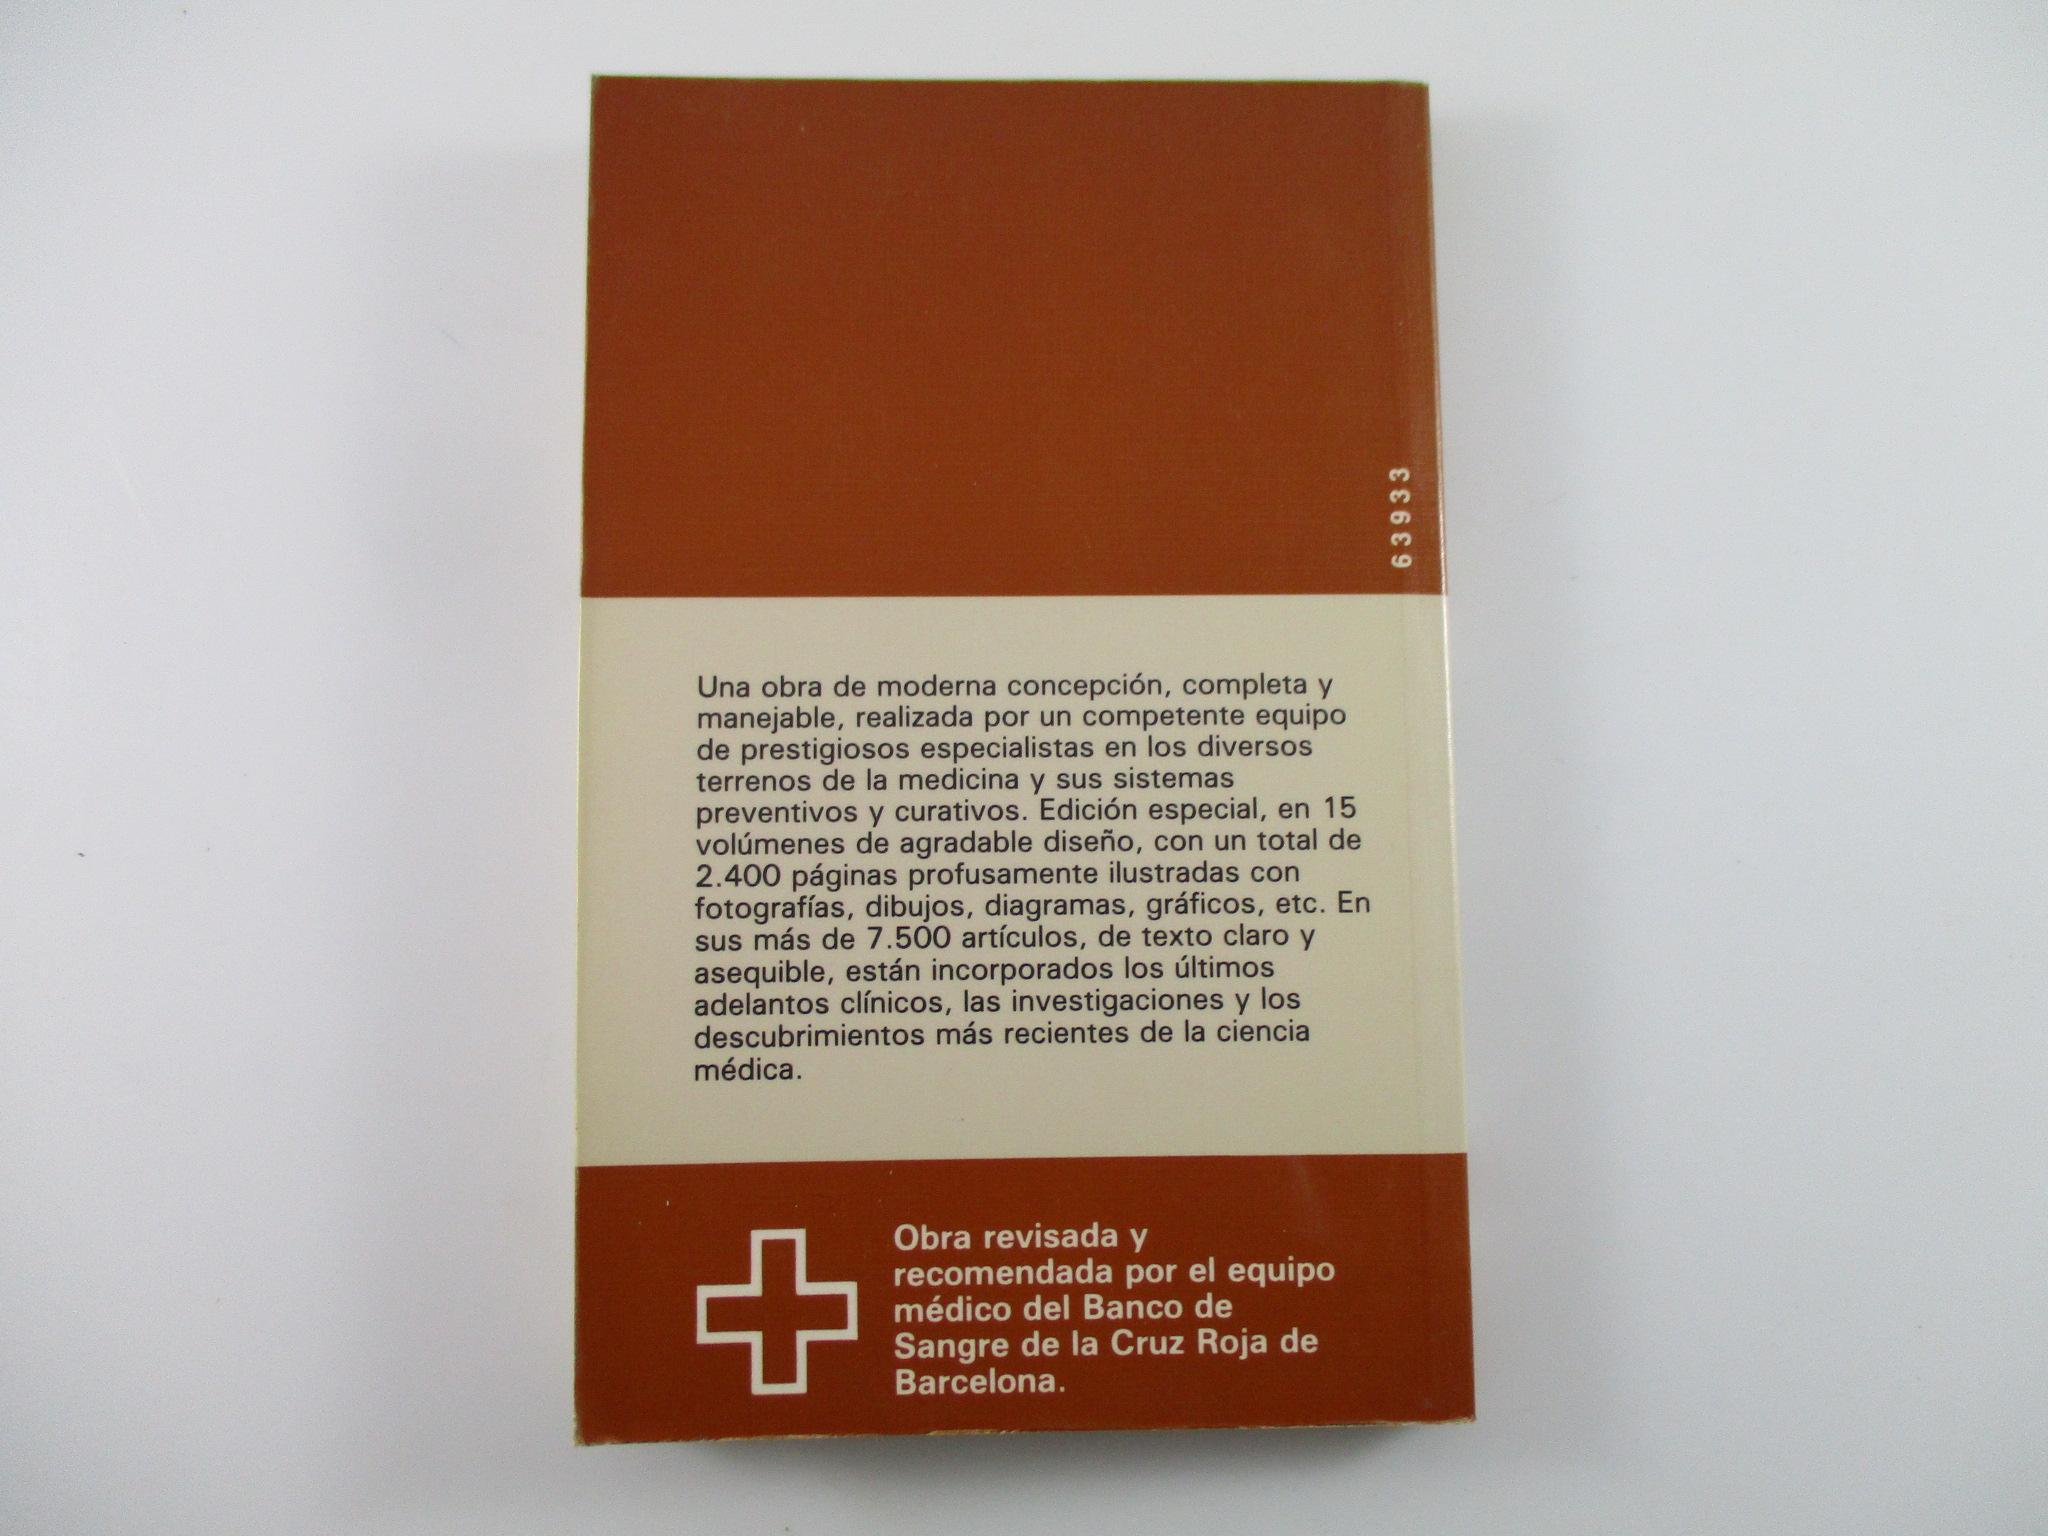 63933
Una obra de moderna concepción, completa y
manejable, realizada por un competente equipo
de prestigiosos especialistas en los diversos
terrenos de la medicina y sus sistemas
preventivos y curativos. Edición especial, en 15
volúmenes de agradable diseño, con un total de
2.400 páginas profusamente ilustradas con
fotografías, dibujos, diagramas, gráficos, etc. En
sus más de 7.500 artículos, de texto claro y
asequible, están incorporados los últimos
adelantos clínicos, las investigaciones y los
descubrimientos más recientes de la ciencia
médica.
Obra revisada y
recomendada por el equipo
médico del Banco de
Sangre de la Cruz Roja de
Barcelona.